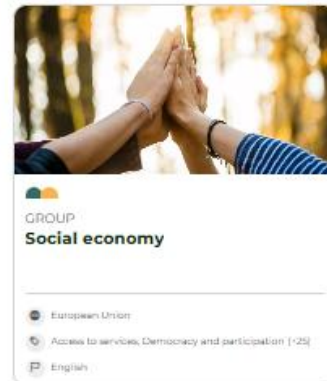 GROUP
Social economy
European Union
Access to services, Democracy and participation (+25)
English